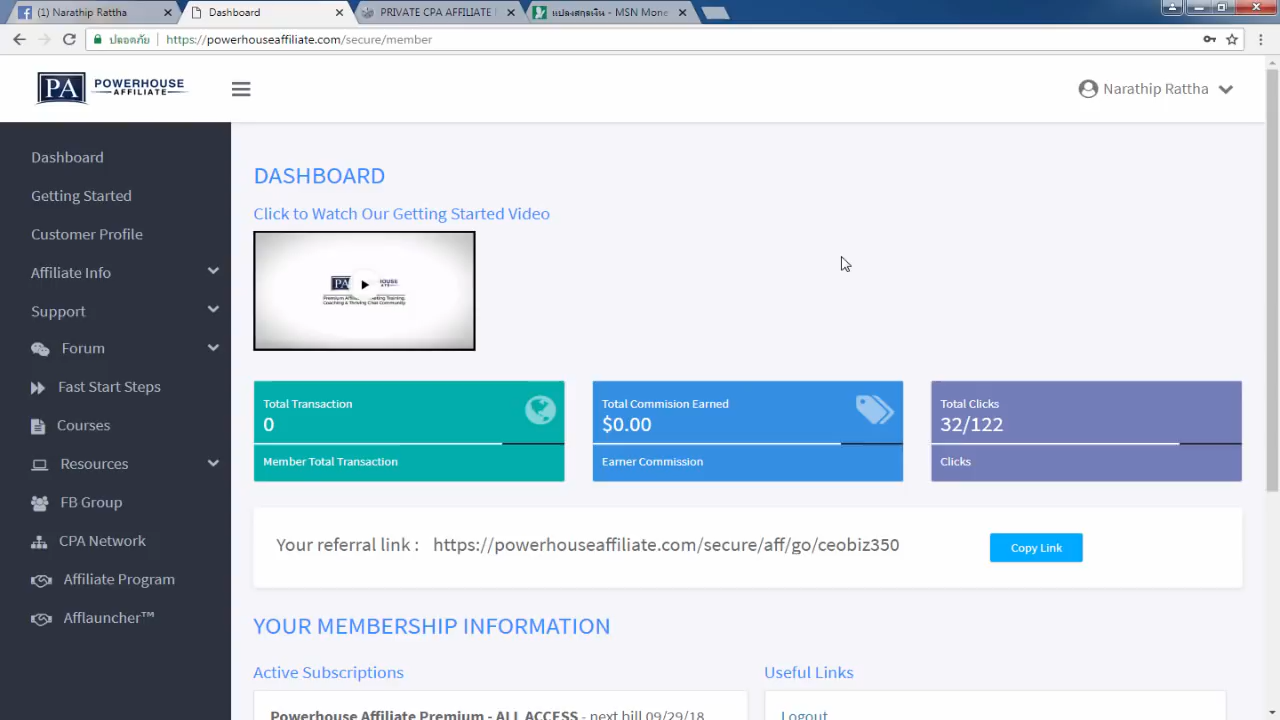 (1) Narathip Rattha
Dashboard
PRIVATE CPA AFFILIATE
แปลงสกุลเงิน - MSN Mone
ปลอดภัย
https://powerhouseaffiliate.com/secure/member
PA POWERHOUSE AFFILIATE
Narathip Rattha
Dashboard
Getting Started
Customer Profile
Affiliate Info
Support
Forum
Fast Start Steps
Courses
Resources
FB Group
CPA Network
Affiliate Program
Afflauncher™
DASHBOARD
Click to Watch Our Getting Started Video
Total Transaction
0
Member Total Transaction
Total Commision Earned
$0.00
Earner Commission
Total Clicks
32/122
Clicks
Your referral link : https://powerhouseaffiliate.com/secure/aff/go/ceobiz350
Copy Link
YOUR MEMBERSHIP INFORMATION
Active Subscriptions
Powerhouse Affiliate Premium - ALL ACCESS - next bill 09/29/18
Useful Links
Logout